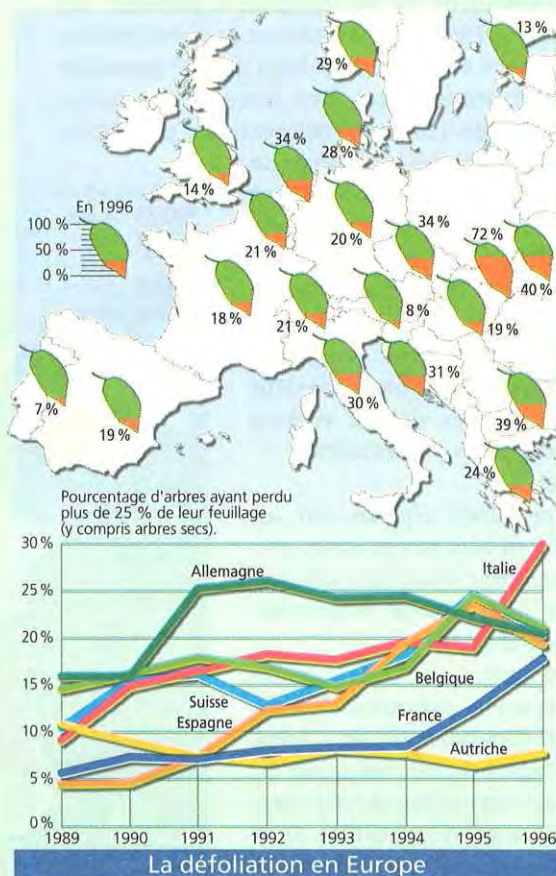 13 %
29 %
34 %
28 %
14 %
En 1996
100 %
50 %
0 %
21 %
20 %
34 %
72 %
40 %
18 %
21 %
8 %
19 %
7 %
19 %
30 %
31 %
39 %
24 %
Pourcentage d'arbres ayant perdu
plus de 25 % de leur feuillage
(y compris arbres secs).
30 %
25 %
20 %
15 %
10 %
5 %
0 %
Allemagne
Italie
Belgique
Suisse
Espagne
France
Autriche
1989 1990 1991 1992 1993 1994 1995 1996
La défoliation en Europe